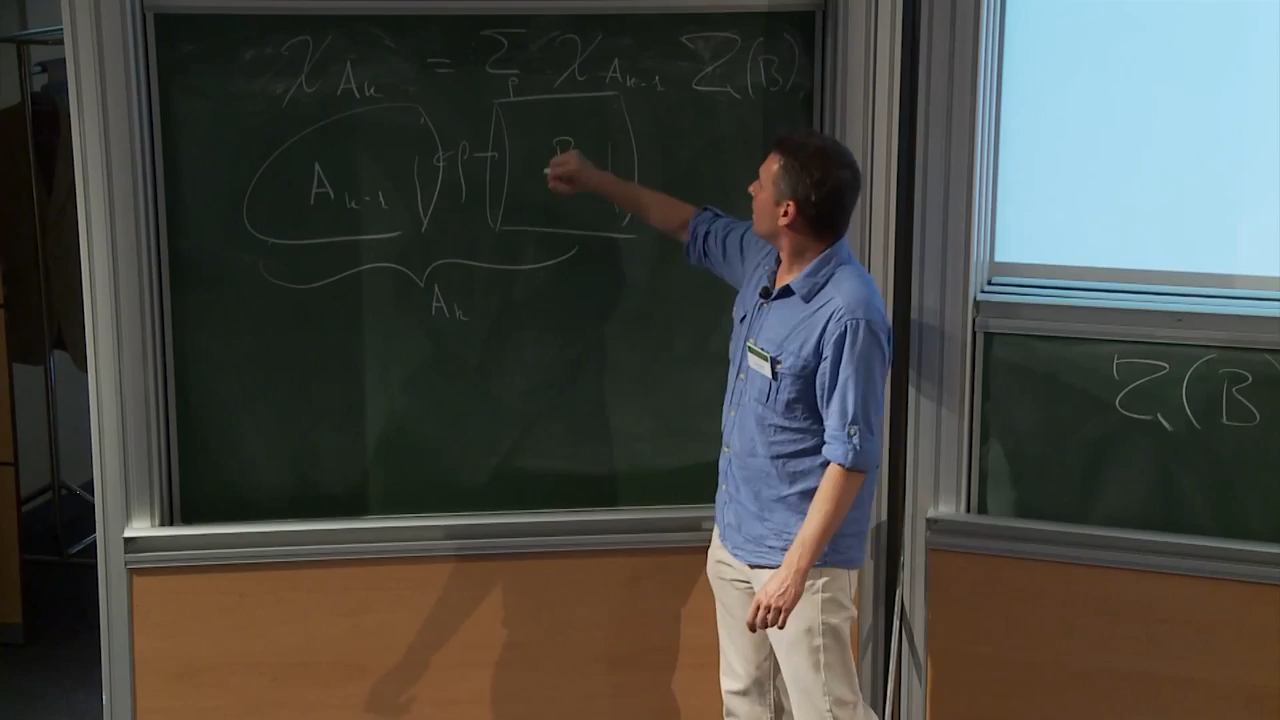 χ_{A_k} = Σ_ρ χ_{A_{k-1}} Z(B)
A_{k-1} ← ρ → B
A_k
Z(B